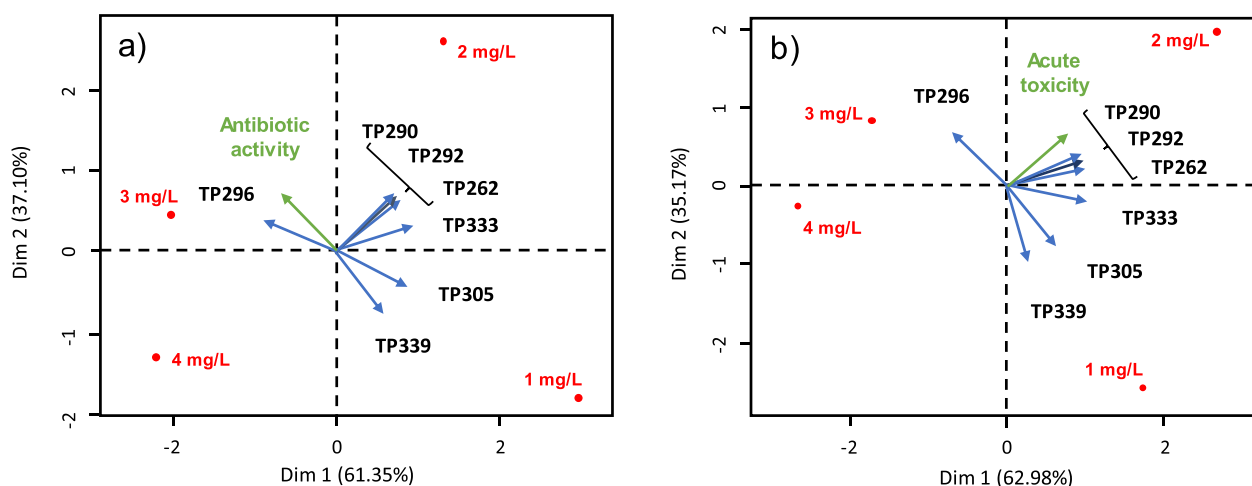 a)
2 mg/L
Antibiotic
activity
TP290
TP292
TP262
TP333
3 mg/L
TP296
TP305
TP339
4 mg/L
1 mg/L
2
1
0
-1
-2
-2
0
2
Dim 2 (37.10%)
Dim 1 (61.35%)
b)
2 mg/L
Acute
toxicity
TP296
TP290
TP292
TP262
3 mg/L
4 mg/L
TP333
TP305
TP339
1 mg/L
2
1
0
-1
-2
-2
0
2
Dim 2 (35.17%)
Dim 1 (62.98%)